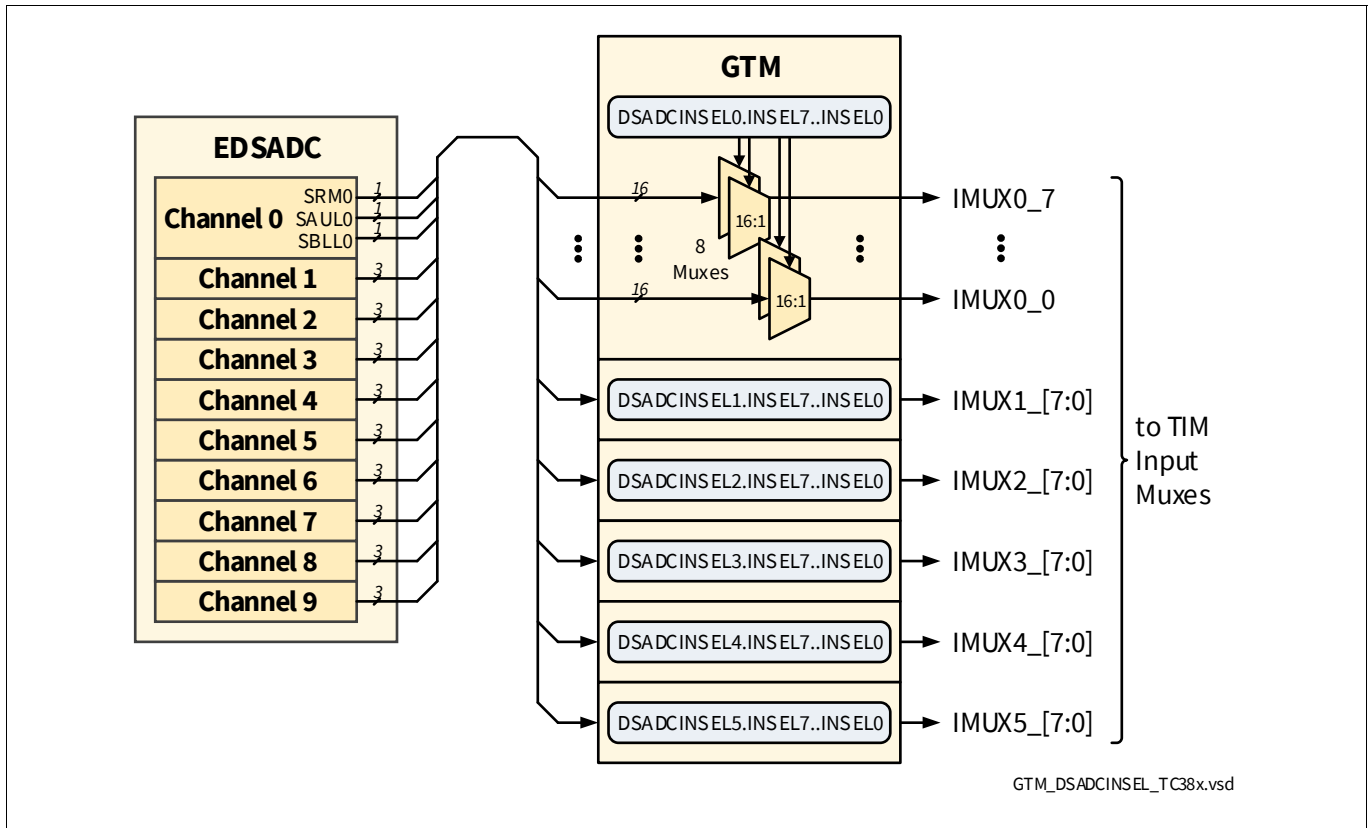 GTM
DSADCINSEL0.INSEL7..INSEL0
EDSADC
Channel 0
SRM0
1
SAUL0
1
SBLL0
1
Channel 1
3
Channel 2
3
Channel 3
3
Channel 4
3
Channel 5
3
Channel 6
3
Channel 7
3
Channel 8
3
Channel 9
3
16
16:1
IMUX0_7
8
Muxes
16
16:1
IMUX0_0
DSADCINSEL1.INSEL7..INSEL0
IMUX1_[7:0]
DSADCINSEL2.INSEL7..INSEL0
IMUX2_[7:0]
DSADCINSEL3.INSEL7..INSEL0
IMUX3_[7:0]
DSADCINSEL4.INSEL7..INSEL0
IMUX4_[7:0]
DSADCINSEL5.INSEL7..INSEL0
IMUX5_[7:0]
to TIM
Input
Muxes
GTM_DSADCINSEL_TC38x.vsd